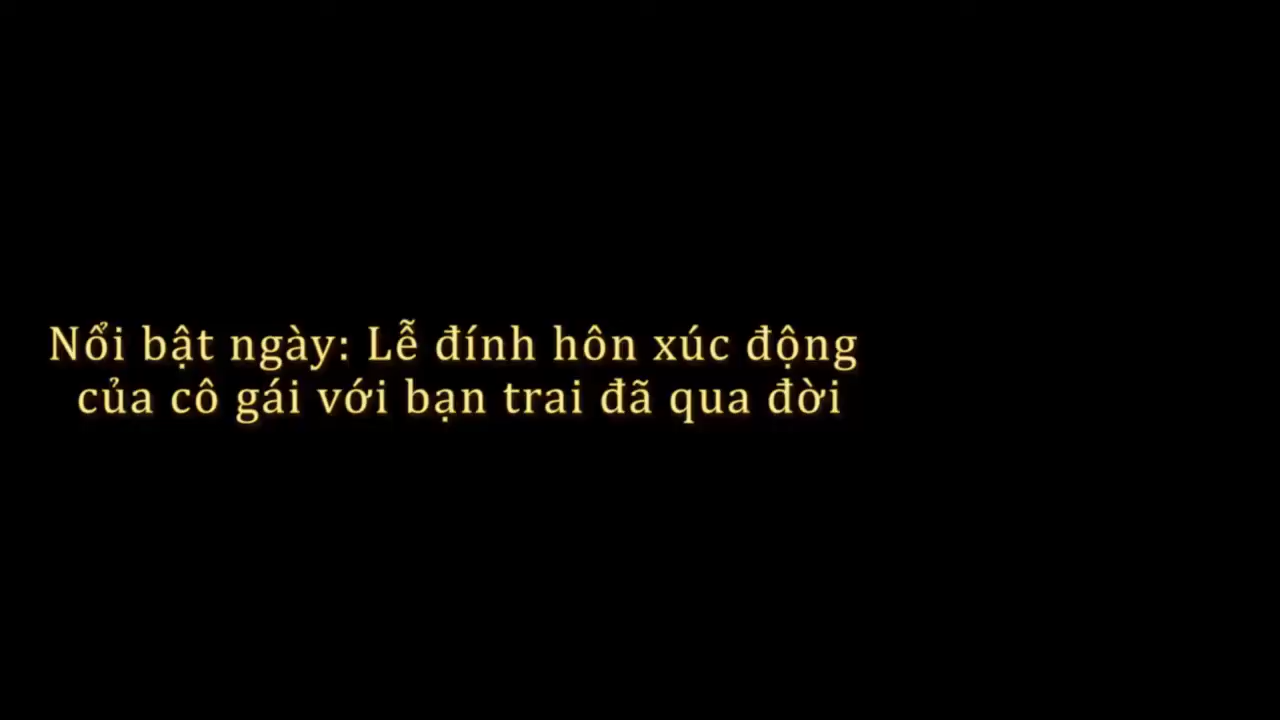 Nổi bật ngày: Lễ đính hôn xúc động
của cô gái với bạn trai đã qua đời